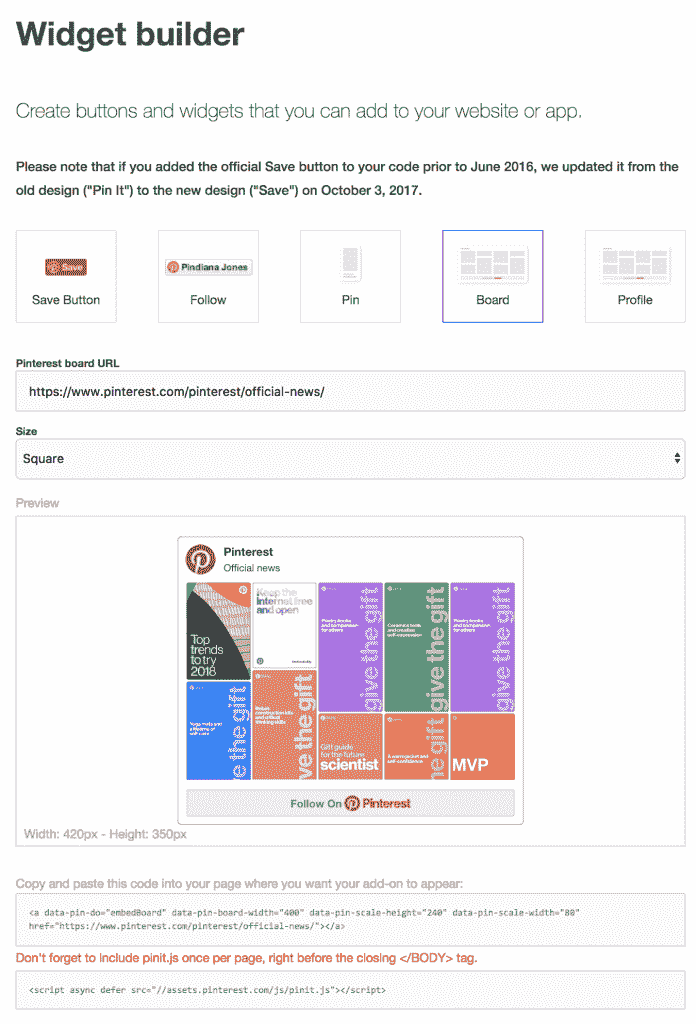 Widget builder
Create buttons and widgets that you can add to your website or app.
Please note that if you added the official Save button to your code prior to June 2016, we updated it from the
old design ("Pin It") to the new design ("Save") on October 3, 2017.
Save
Pindiana Jones
Save Button
Follow
Pin
Board
Profile
Pinterest board URL
https://www.pinterest.com/pinterest/official-news/
Size
Square
Preview
Pinterest
Official news
Top
trends
to try
2018
Keep the
internet free
and open
give the gift
give the gift
give the gift
e the gift
ve the gift
Gift guide
for the future
scientist
he gift
MVP
Follow On Pinterest
Width: 420px - Height: 350px
Copy and paste this code into your page where you want your add-on to appear:
<a data-pin-do="embedBoard" data-pin-board-width="400" data-pin-scale-height="240" data-pin-scale-width="80"
href="https://www.pinterest.com/pinterest/official-news/"></a>
Don't forget to include pinit.js once per page, right before the closing </BODY> tag.
<script async defer src="//assets.pinterest.com/js/pinit.js"></script>